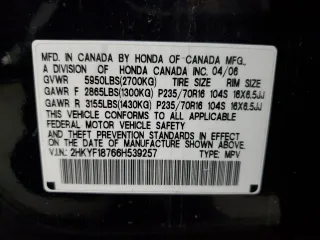 MFD. IN CANADA BY HONDA OF CANADA MFG.,
A DIVISION OF HONDA CANADA INC. 04/06
GVWR 5950LBS(2700KG) TIRE SIZE RIM SIZE
GAWR F 2865LBS(1300KG) P235/70R16 104S 16X6.5JJ
GAWR R 3155LBS(1430KG) P235/70R16 104S 16X6.5JJ
THIS VEHICLE CONFORMS TO ALL APPLICABLE
FEDERAL MOTOR VEHICLE SAFETY
AND THEFT PREVENTION STANDARDS IN EFFECT ON
THE DATE OF MANUFACTURE SHOWN ABOVE.
V.I.N.: 2HKYF18766H539257 TYPE: MPV